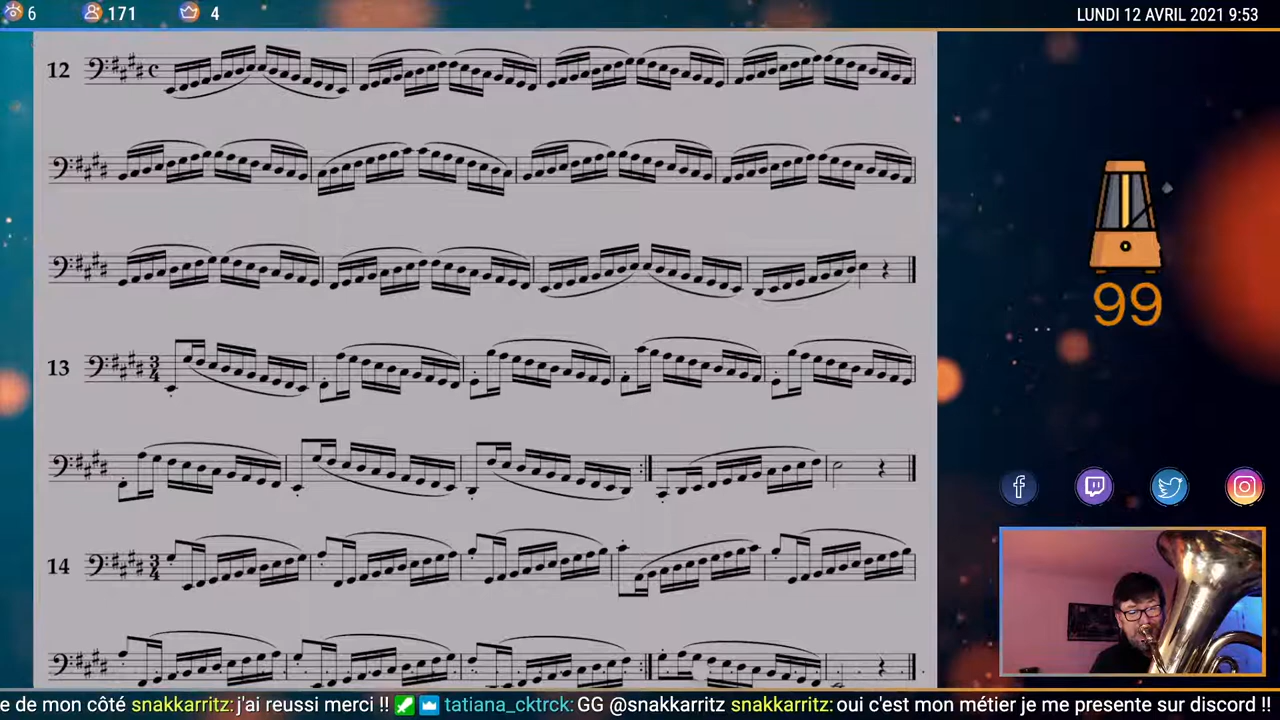 6 171 4 LUNDI 12 AVRIL 2021 9:53
12
99
13
14
e de mon côté snakkarritz: j'ai reussi merci !! tatiana_cktrck: GG @snakkarritz snakkarritz: oui c'est mon métier je me presente sur discord !!